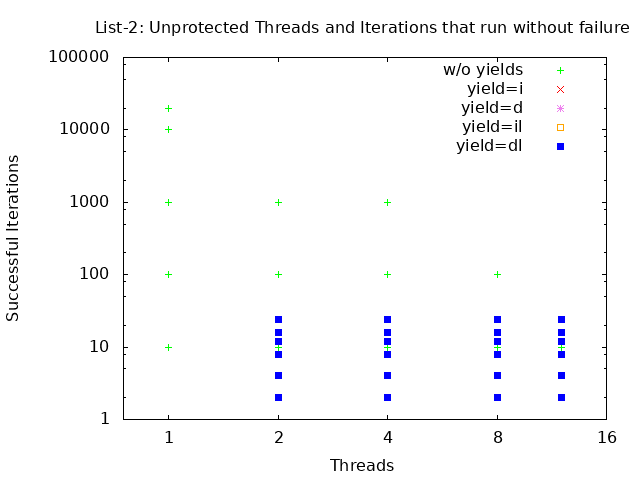 List-2: Unprotected Threads and Iterations that run without failure
100000
10000
1000
100
10
1
Successful Iterations
w/o yields
yield=i
yield=d
yield=il
yield=dl
1 2 4 8 16
Threads